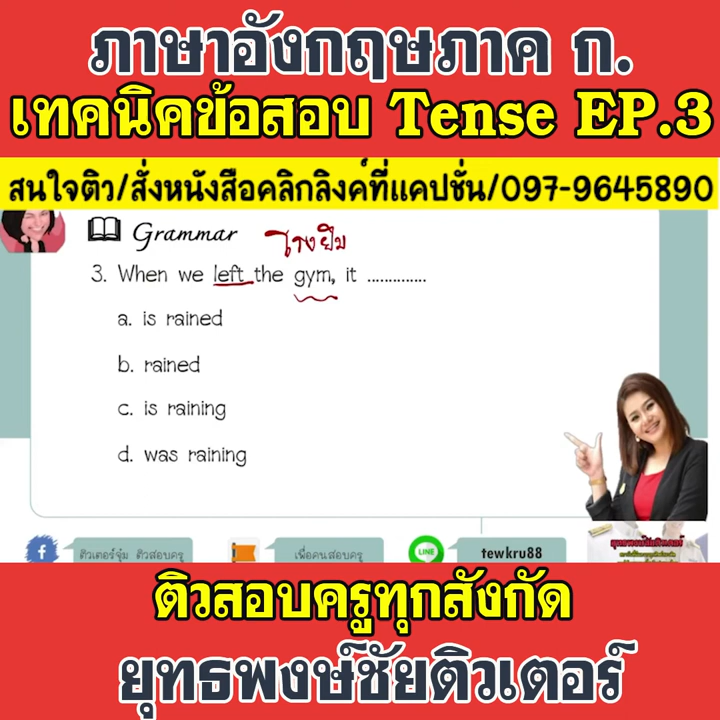 ภาษาอังกฤษภาค ก.
เทคนิคข้อสอบ Tense EP.3
สนใจติว/สั่งหนังสือคลิกลิงค์ที่แคปชั่น/097-9645890
Grammar
โรงยิม
3. When we left the gym, it ..............
a. is rained
b. rained
c. is raining
d. was raining
ติวเตอร์จุ๋ม ติวสอบครู
เพื่อคนสอบครู
LINE
tewkru88
ติวสอบครูทุกสังกัด
ยุทธพงษ์ชัยติวเตอร์